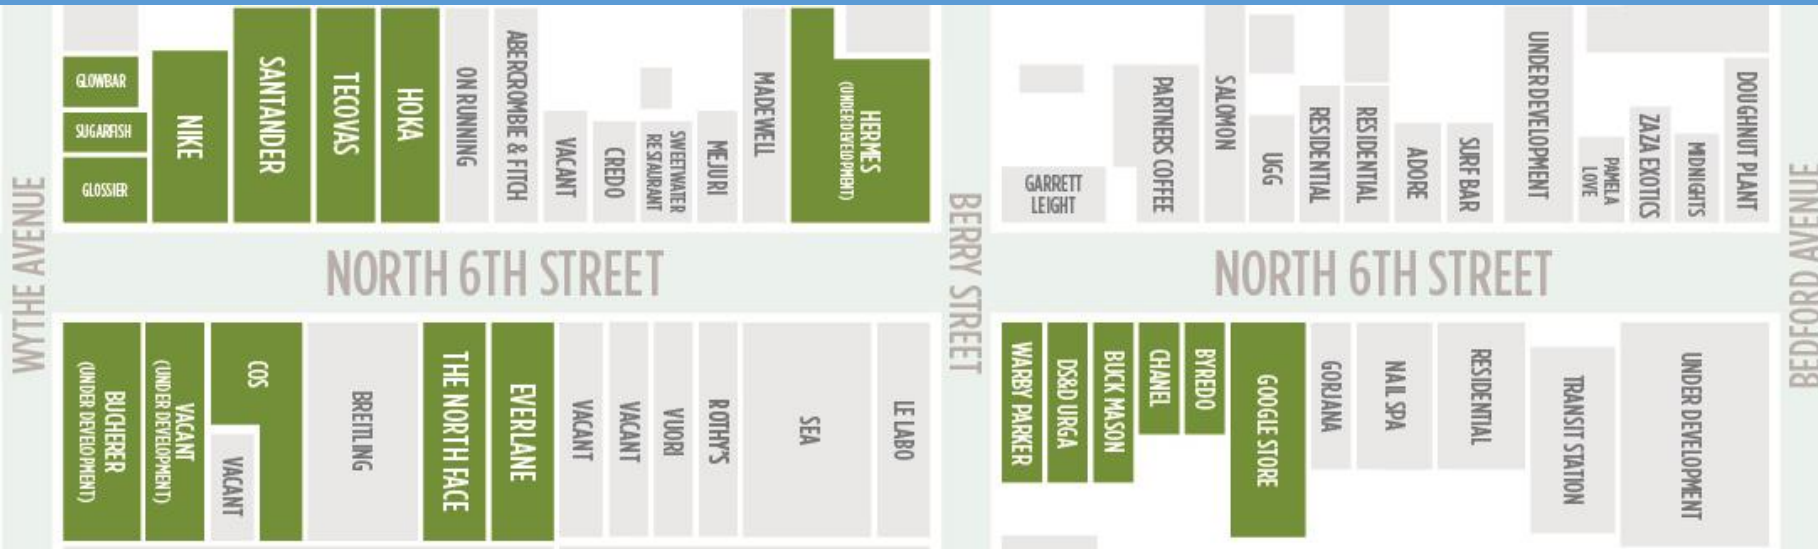 GLOWBAR
SUGARFISH
GLOSSIER
NIKE
SANTANDER
TECOVAS
HOKA
ON RUNNING
ABERCROMBIE & FITCH
VACANT
CREDO
SWEETWATER
RESTAURANT
MEJURI
MADEWELL
HERMES
(UNDER DEVELOPMENT)
GARRETT
LEIGHT
PARTNERS COFFEE
SALOMON
UGG
RESIDENTIAL
RESIDENTIAL
ADORE
SURF BAR
UNDER DEVELOPMENT
PAMELA
LOVE
ZAZA EXOTICS
MIDNIGHTS
DOUGHNUT PLANT
WYTHE AVENUE
NORTH 6TH STREET
BERRY STREET
NORTH 6TH STREET
BEDFORD AVENUE
BUCHERER
(UNDER DEVELOPMENT)
VACANT
(UNDER DEVELOPMENT)
COS
VACANT
BREITLING
THE NORTH FACE
EVERLANE
VACANT
VACANT
VUORI
ROTHY'S
SEA
LE LABO
WARBY PARKER
DS&D URGA
BUCK MASON
CHANEL
BYREDO
GOOGLE STORE
GORJANA
NAIL SPA
RESIDENTIAL
TRANSIT STATION
UNDER DEVELOPMENT